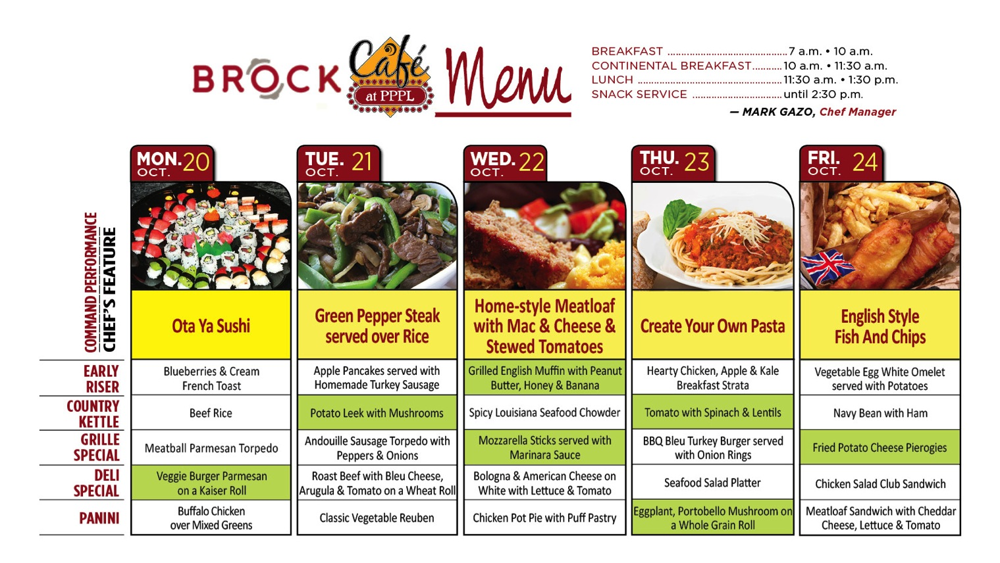 BROCK
Café
at PPPL
Menu
BREAKFAST ........................................... 7 a.m. • 10 a.m.
CONTINENTAL BREAKFAST........... 10 a.m. • 11:30 a.m.
LUNCH .................................................... 11:30 a.m. • 1:30 p.m.
SNACK SERVICE ................................ until 2:30 p.m.
— MARK GAZO, Chef Manager
MON. 20
OCT.
TUE. 21
OCT.
WED. 22
OCT.
THU. 23
OCT.
FRI. 24
OCT.
COMMAND PERFORMANCE
CHEF'S FEATURE
Ota Ya Sushi
Green Pepper Steak
served over Rice
Home-style Meatloaf
with Mac & Cheese &
Stewed Tomatoes
Create Your Own Pasta
English Style
Fish And Chips
EARLY
RISER
Blueberries & Cream
French Toast
Apple Pancakes served with
Homemade Turkey Sausage
Grilled English Muffin with Peanut
Butter, Honey & Banana
Hearty Chicken, Apple & Kale
Breakfast Strata
Vegetable Egg White Omelet
served with Potatoes
COUNTRY
KETTLE
Beef Rice
Potato Leek with Mushrooms
Spicy Louisiana Seafood Chowder
Tomato with Spinach & Lentils
Navy Bean with Ham
GRILLE
SPECIAL
Meatball Parmesan Torpedo
Andouille Sausage Torpedo with
Peppers & Onions
Mozzarella Sticks served with
Marinara Sauce
BBQ Bleu Turkey Burger served
with Onion Rings
Fried Potato Cheese Pierogies
DELI
SPECIAL
Veggie Burger Parmesan
on a Kaiser Roll
Roast Beef with Bleu Cheese,
Arugula & Tomato on a Wheat Roll
Bologna & American Cheese on
White with Lettuce & Tomato
Seafood Salad Platter
Chicken Salad Club Sandwich
PANINI
Buffalo Chicken
over Mixed Greens
Classic Vegetable Reuben
Chicken Pot Pie with Puff Pastry
Eggplant, Portobello Mushroom on
a Whole Grain Roll
Meatloaf Sandwich with Cheddar
Cheese, Lettuce & Tomato